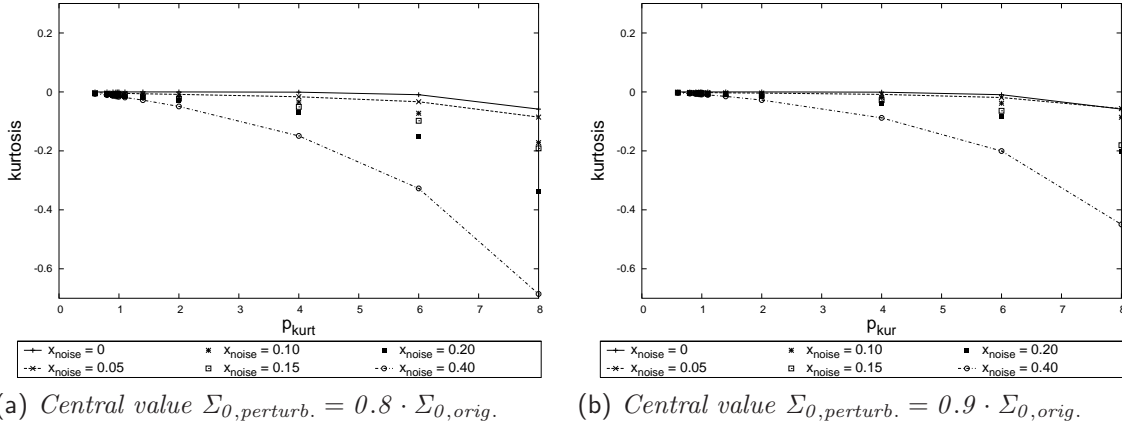 0.2
0
-0.2
-0.4
-0.6
kurtosis
0 1 2 3 4 5 6 7 8
p_kurt
x_noise = 0 x_noise = 0.10 x_noise = 0.20
x_noise = 0.05 x_noise = 0.15 x_noise = 0.40
(a) Central value Σ_0,perturb. = 0.8 · Σ_0,orig.
0.2
0
-0.2
-0.4
-0.6
kurtosis
0 1 2 3 4 5 6 7 8
p_kur
x_noise = 0 x_noise = 0.10 x_noise = 0.20
x_noise = 0.05 x_noise = 0.15 x_noise = 0.40
(b) Central value Σ_0,perturb. = 0.9 · Σ_0,orig.